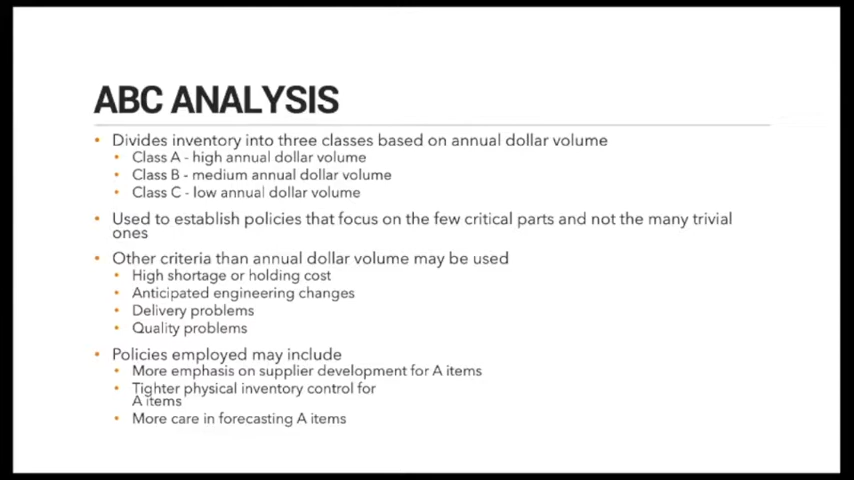 ABC ANALYSIS
• Divides inventory into three classes based on annual dollar volume
• Class A - high annual dollar volume
• Class B - medium annual dollar volume
• Class C - low annual dollar volume
• Used to establish policies that focus on the few critical parts and not the many trivial
ones
• Other criteria than annual dollar volume may be used
• High shortage or holding cost
• Anticipated engineering changes
• Delivery problems
• Quality problems
• Policies employed may include
• More emphasis on supplier development for A items
• Tighter physical inventory control for
A items
• More care in forecasting A items